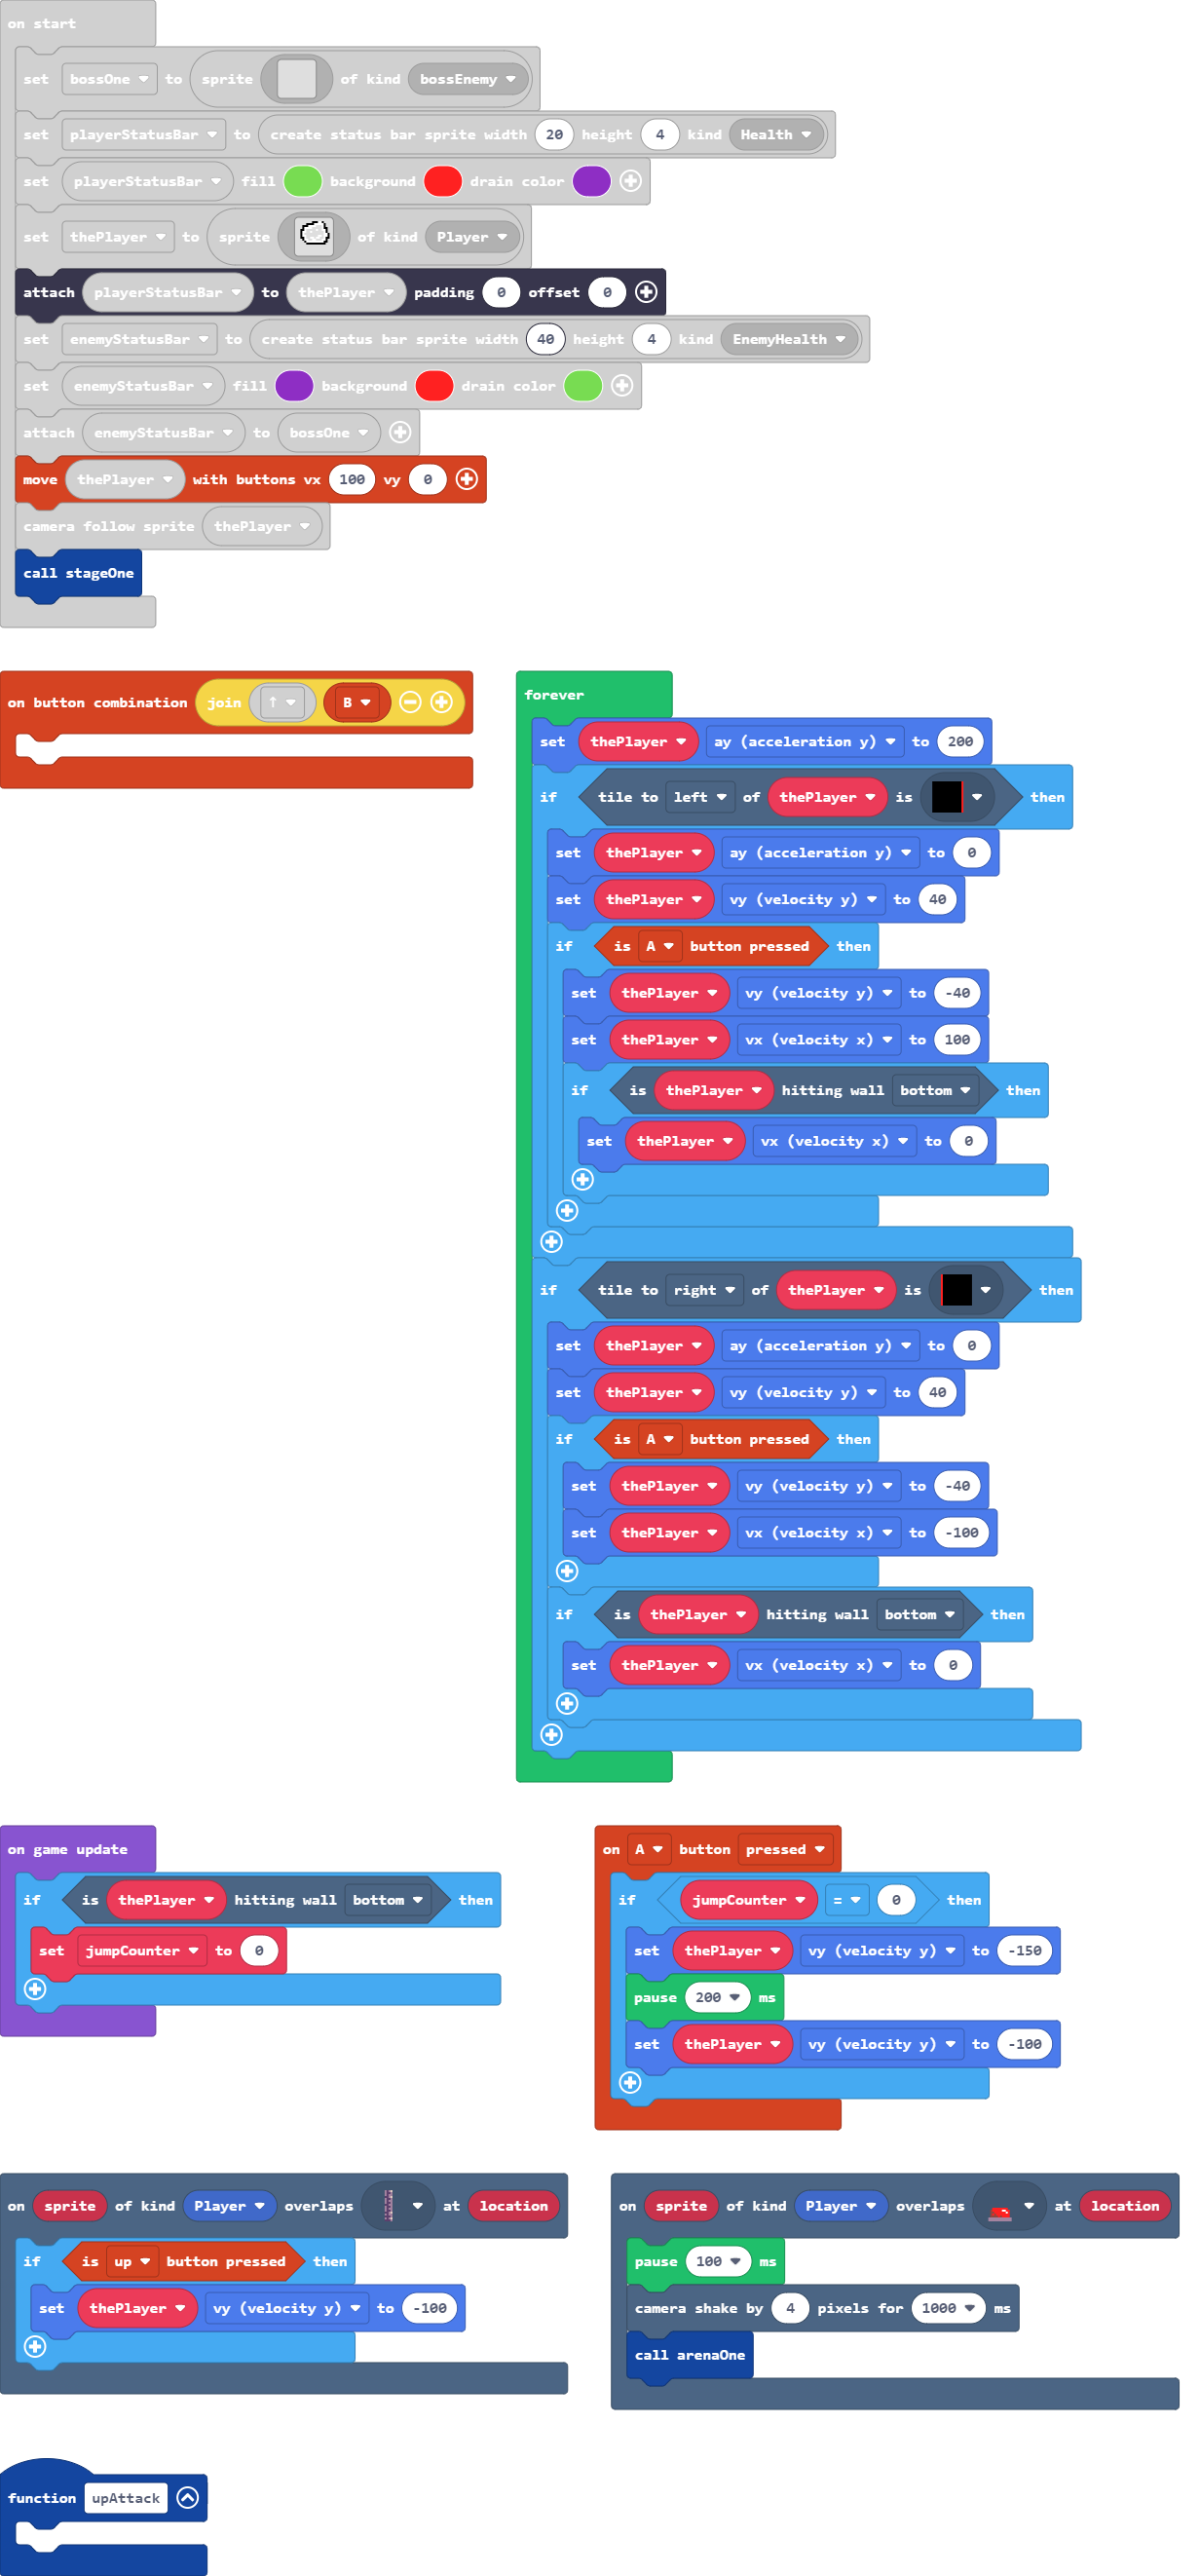 on start
set bossOne to sprite of kind bossEnemy
set playerStatusBar to create status bar sprite width 20 height 4 kind Health
set playerStatusBar fill background drain color
set thePlayer to sprite of kind Player
attach playerStatusBar to thePlayer padding 0 offset 0
set enemyStatusBar to create status bar sprite width 40 height 4 kind EnemyHealth
set enemyStatusBar fill background drain color
attach enemyStatusBar to bossOne
move thePlayer with buttons vx 100 vy 0
camera follow sprite thePlayer
call stageOne
on button combination join ↑ B
forever
set thePlayer ay (acceleration y) to 200
if tile to left of thePlayer is then
set thePlayer ay (acceleration y) to 0
set thePlayer vy (velocity y) to 40
if is A button pressed then
set thePlayer vy (velocity y) to -40
set thePlayer vx (velocity x) to 100
if is thePlayer hitting wall bottom then
set thePlayer vx (velocity x) to 0
if tile to right of thePlayer is then
set thePlayer ay (acceleration y) to 0
set thePlayer vy (velocity y) to 40
if is A button pressed then
set thePlayer vy (velocity y) to -40
set thePlayer vx (velocity x) to -100
if is thePlayer hitting wall bottom then
set thePlayer vx (velocity x) to 0
on game update
if is thePlayer hitting wall bottom then
set jumpCounter to 0
on A button pressed
if jumpCounter = 0 then
set thePlayer vy (velocity y) to -150
pause 200 ms
set thePlayer vy (velocity y) to -100
on sprite of kind Player overlaps at location
if is up button pressed then
set thePlayer vy (velocity y) to -100
on sprite of kind Player overlaps at location
pause 100 ms
camera shake by 4 pixels for 1000 ms
call arenaOne
function upAttack